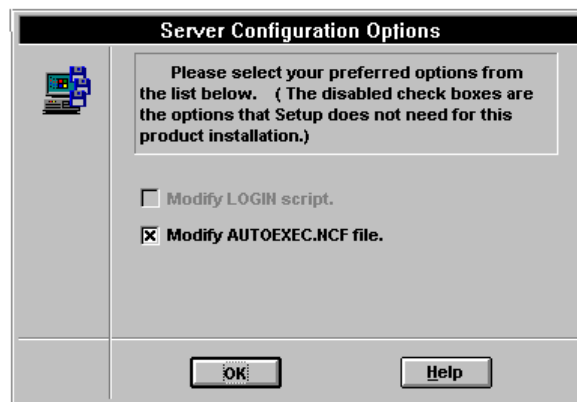 Server Configuration Options
Please select your preferred options from
the list below. ( The disabled check boxes are
the options that Setup does not need for this
product installation.)
Modify LOGIN script.
Modify AUTOEXEC.NCF file.
OK
Help